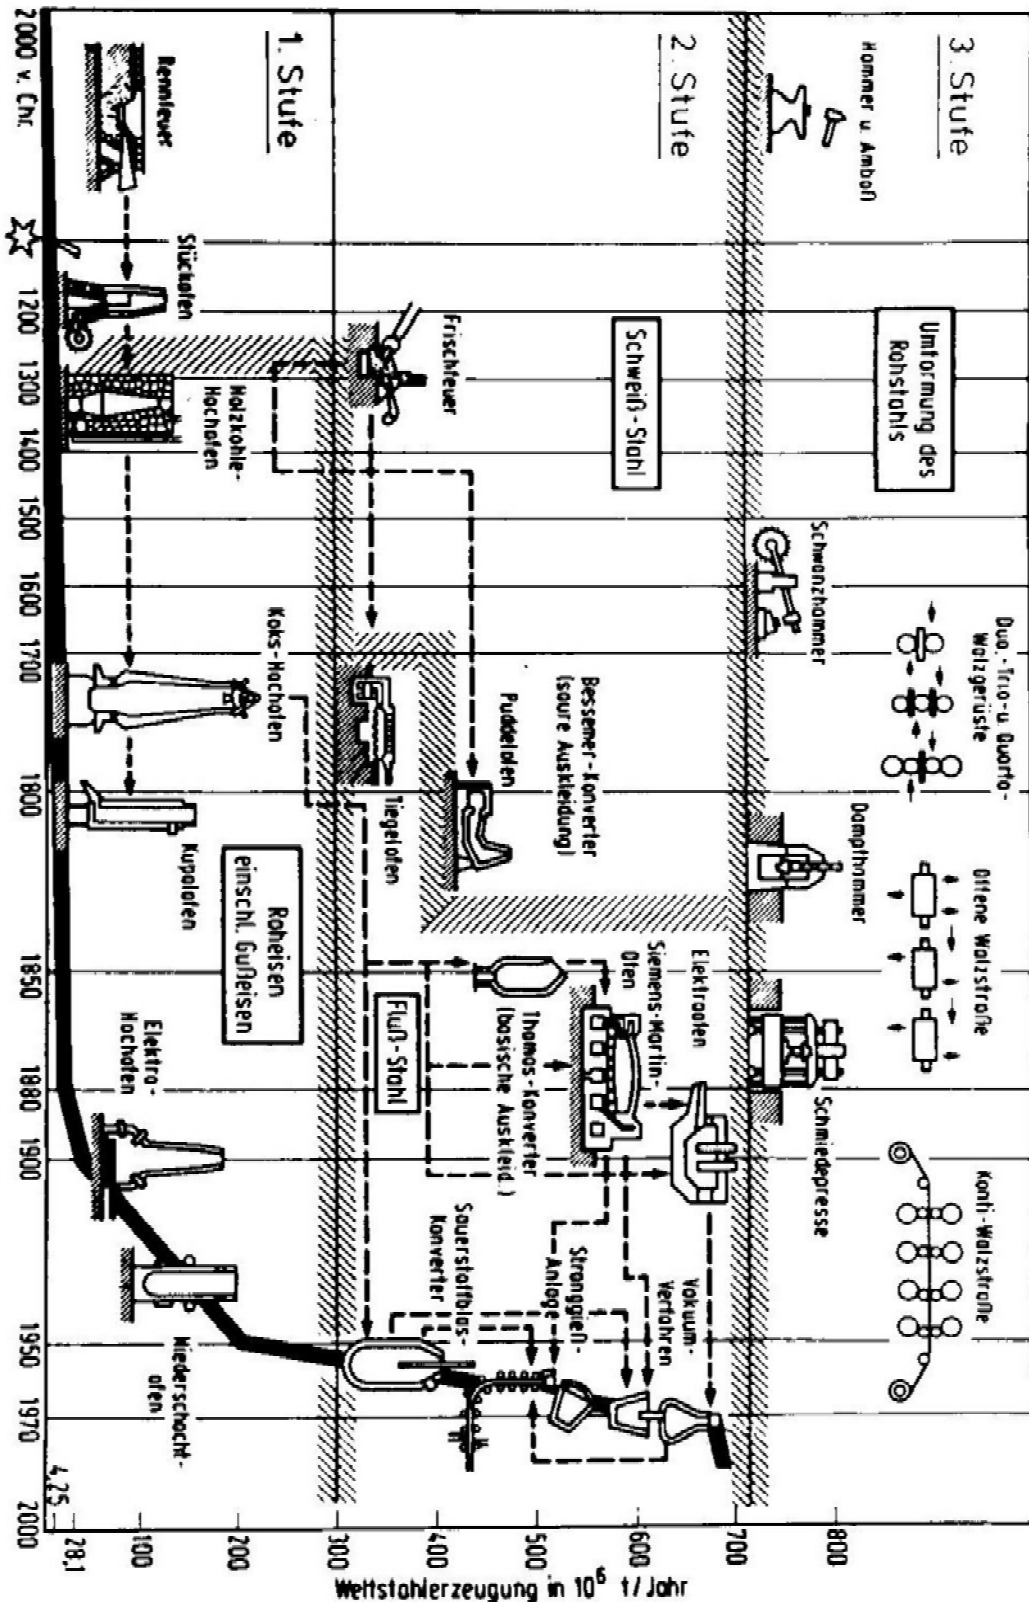 3. Stufe
Hammer u. Amboß
Umformung des
Rohstahls
Schwanzhammer
Duo.-Trio-u Quarto-
Walzgerüste
Dampfhammer
Offene Walzstraße
Schmiedepresse
Konti-Walzstraße
2. Stufe
Schweiß-Stahl
Frischfeuer
Bessemer-Konverter
(saure Auskleidung)
Puddelofen
Tiegelofen
Elektroofen
Siemens-Martin-
Ofen
Thomas-Konverter
(basische Auskleid.)
Fluß-Stahl
Vakuum-
Verfahren
Stranggieß-
Anlage
Sauerstoffblas-
Konverter
1. Stufe
Rennfeuer
Stückofen
Holzkohle-
Hochofen
Koks-Hochofen
Kupolofen
Roheisen
einschl. Gußeisen
Elektro-
Hochofen
Niederschacht-
ofen
2000 v. Chr.
1200
1300
1400
1500
1600
1700
1800
1850
1880
1900
1950
1970
2000
4,25
28,1
100
200
300
400
500
600
700
800
Weltstahlerzeugung in 10⁶ t/Jahr